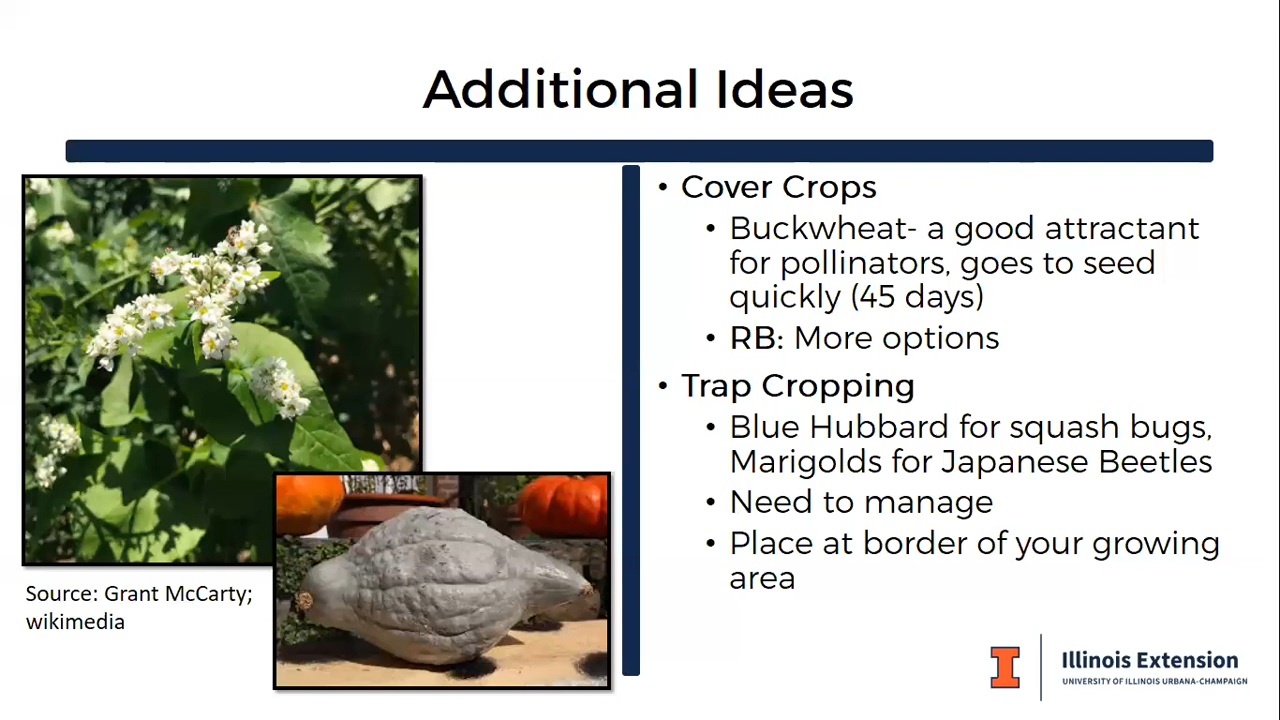 Additional Ideas
• Cover Crops
• Buckwheat- a good attractant
for pollinators, goes to seed
quickly (45 days)
• RB: More options
• Trap Cropping
• Blue Hubbard for squash bugs,
Marigolds for Japanese Beetles
• Need to manage
• Place at border of your growing
area
Source: Grant McCarty;
wikimedia
I
Illinois Extension
UNIVERSITY OF ILLINOIS URBANA-CHAMPAIGN